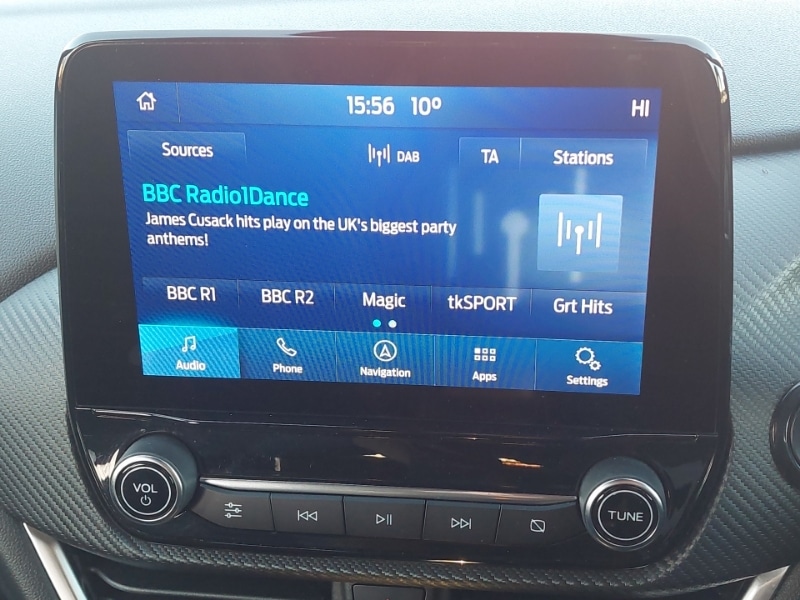 15:56 10° HI
Sources DAB TA Stations
BBC Radio1Dance
James Cusack hits play on the UK's biggest party
anthems!
BBC R1 BBC R2 Magic tkSPORT Grt Hits
Audio Phone Navigation Apps Settings
VOL TUNE